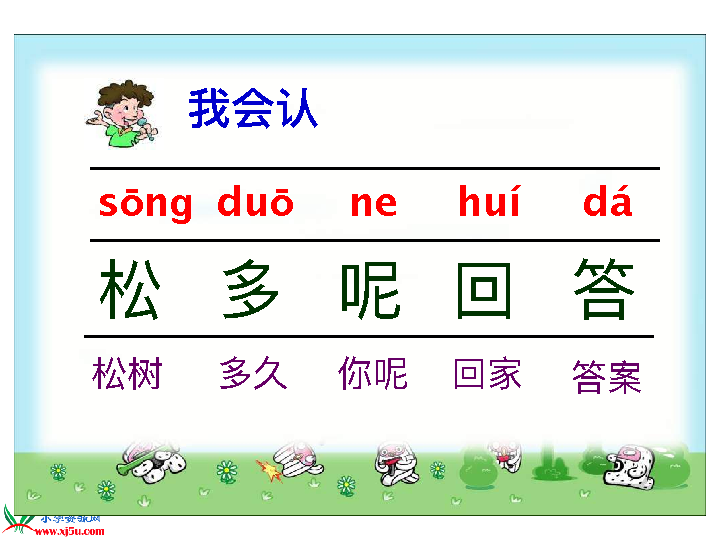 我会认
sōng duō ne huí dá
松 多 呢 回 答
松树 多久 你呢 回家 答案
小学资源网
www.xj5u.com